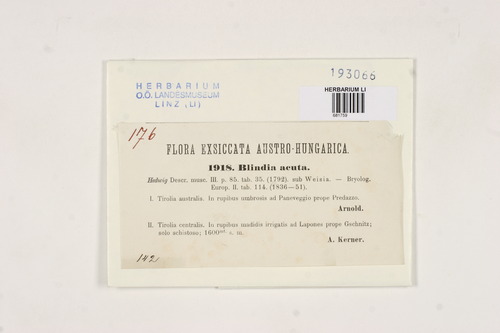 HERBARIUM
O.Ö. LANDESMUSEUM
LINZ (LI)
193066
HERBARIUM LI
176
FLORA EXSICCATA AUSTRO-HUNGARICA.
1918. Blindia acuta.
Hedwig Descr. musc. III. p. 85. tab. 35. (1792). sub Weisia. — Bryolog.
Europ. II. tab. 114. (1836—51).
I. Tirolia australis. In rupibus umbrosis ad Paneveggio prope Predazzo.
Arnold.
II. Tirolia centralis. In rupibus madidis irrigatis ad Lapones prope Gschnitz;
solo schistoso; 1600 s. m.
A. Kerner.
142